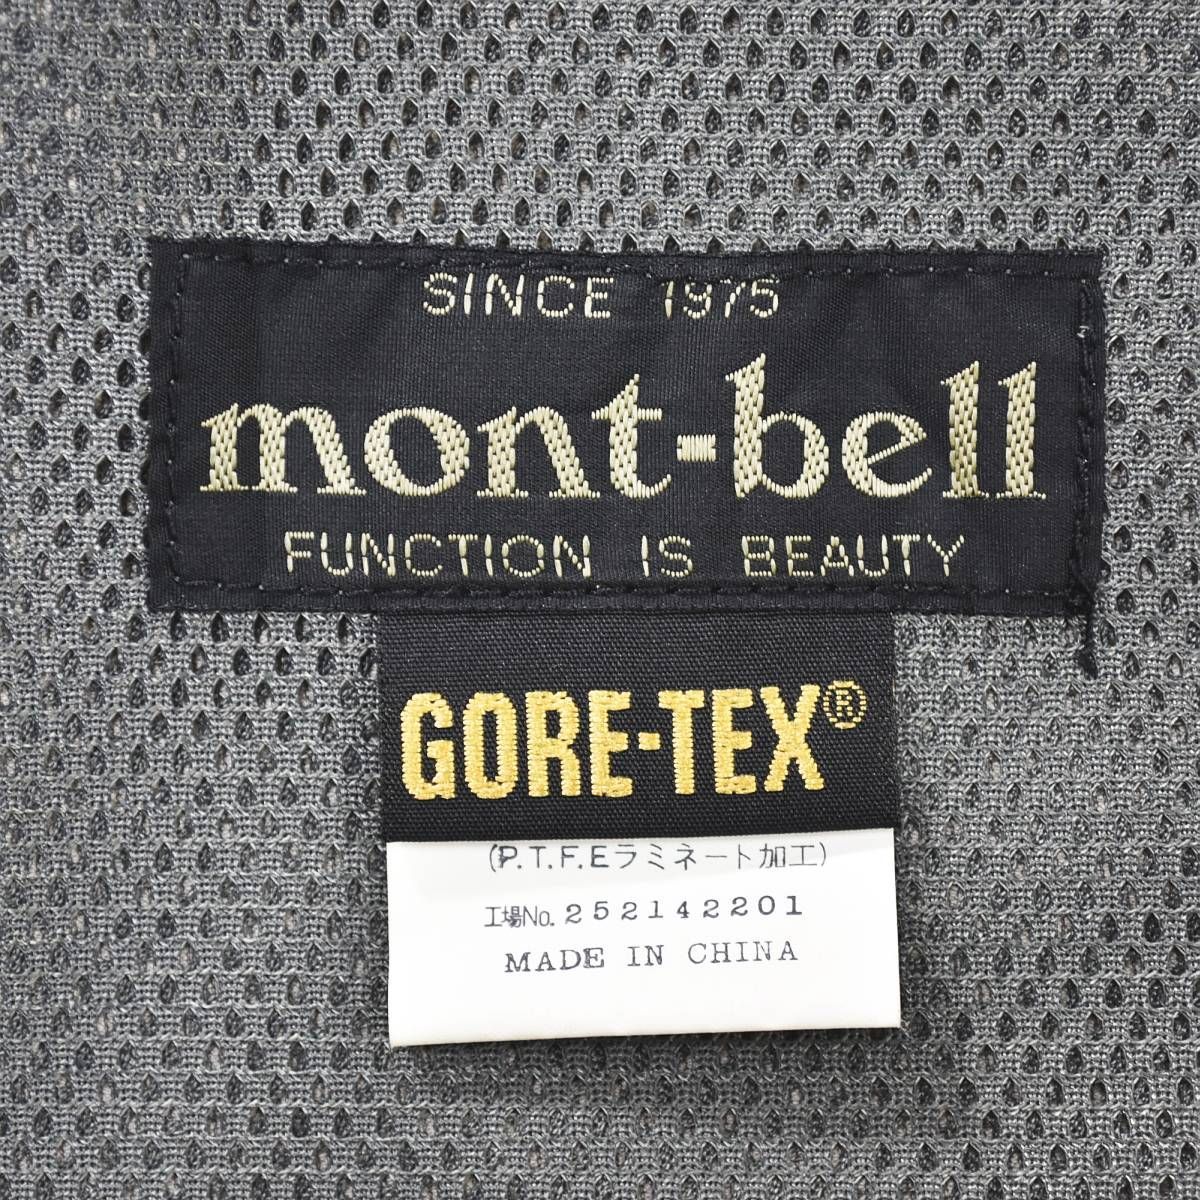 SINCE 1975
mont-bell
FUNCTION IS BEAUTY
GORE-TEX®
(P.T.F.Eラミネート加工)
工場No. 252142201
MADE IN CHINA